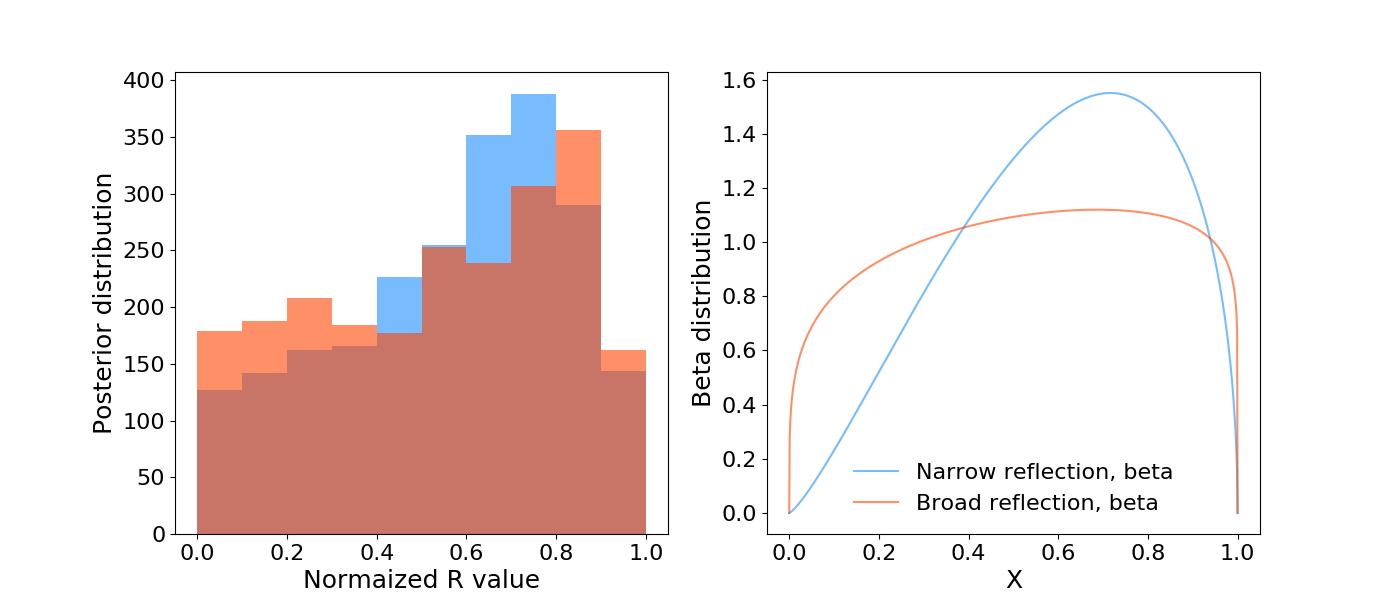 400
350
300
250
200
150
100
50
0
Posterior distribution
0.0 0.2 0.4 0.6 0.8 1.0
Normaized R value
1.6
1.4
1.2
1.0
0.8
0.6
0.4
0.2
0.0
Beta distribution
Narrow reflection, beta
Broad reflection, beta
0.0 0.2 0.4 0.6 0.8 1.0
X